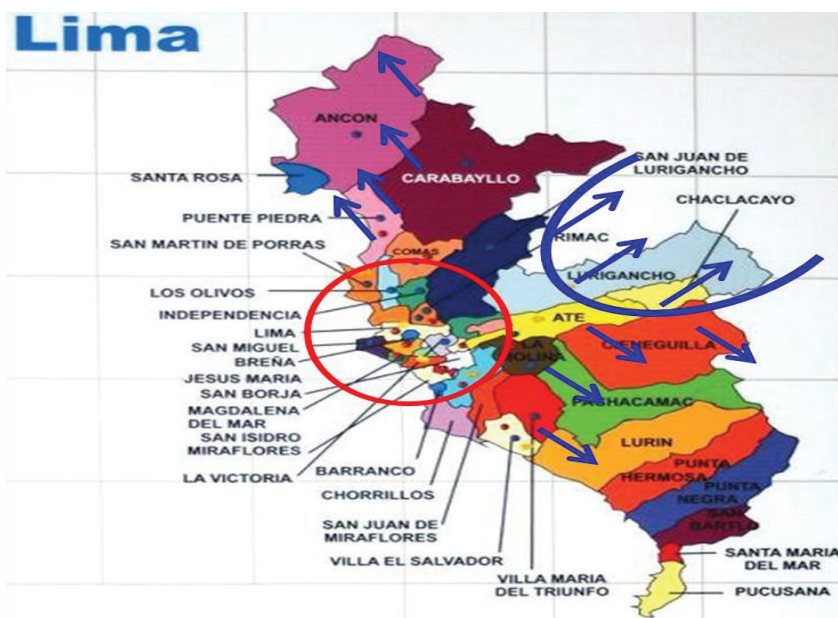 Lima
ANCON
SANTA ROSA
CARABAYLLO
SAN JUAN DE
LURIGANCHO
CHACLACAYO
PUENTE PIEDRA
SAN MARTIN DE PORRAS
COMAS
RIMAC
LURIGANCHO
LOS OLIVOS
INDEPENDENCIA
LIMA
ATE
SAN MIGUEL
LA
MOLINA
CIENEGUILLA
BREÑA
JESUS MARIA
SAN BORJA
MAGDALENA
DEL MAR
PACHACAMAC
SAN ISIDRO
MIRAFLORES
LURIN
LA VICTORIA
BARRANCO
CHORRILLOS
PUNTA
HERMOSA
PUNTA
NEGRA
SAN
BARTLO
SAN JUAN DE
MIRAFLORES
VILLA EL SALVADOR
VILLA MARIA
DEL TRIUNFO
SANTA MARIA
DEL MAR
PUCUSANA